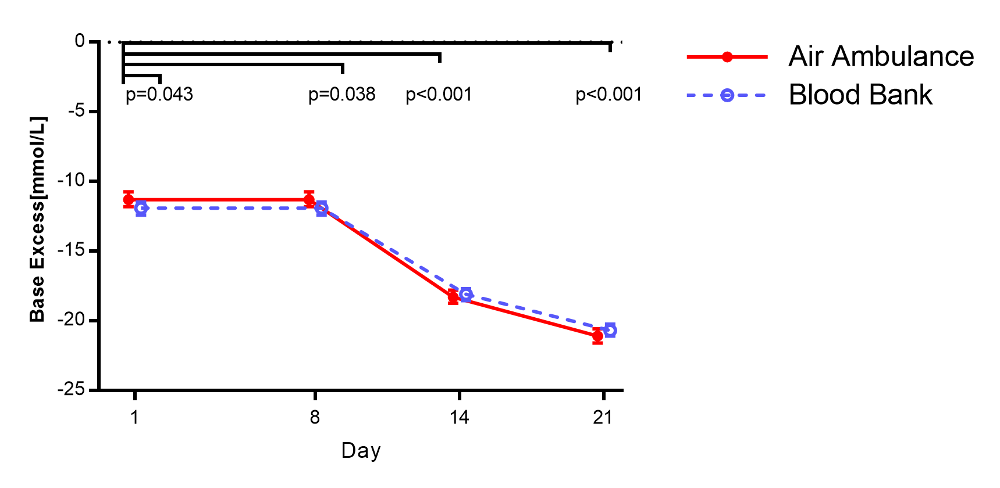 0
-5
-10
-15
-20
-25
Base Excess[mmol/L]
p=0.043
p=0.038
p<0.001
p<0.001
1
8
14
21
Day
Air Ambulance
Blood Bank